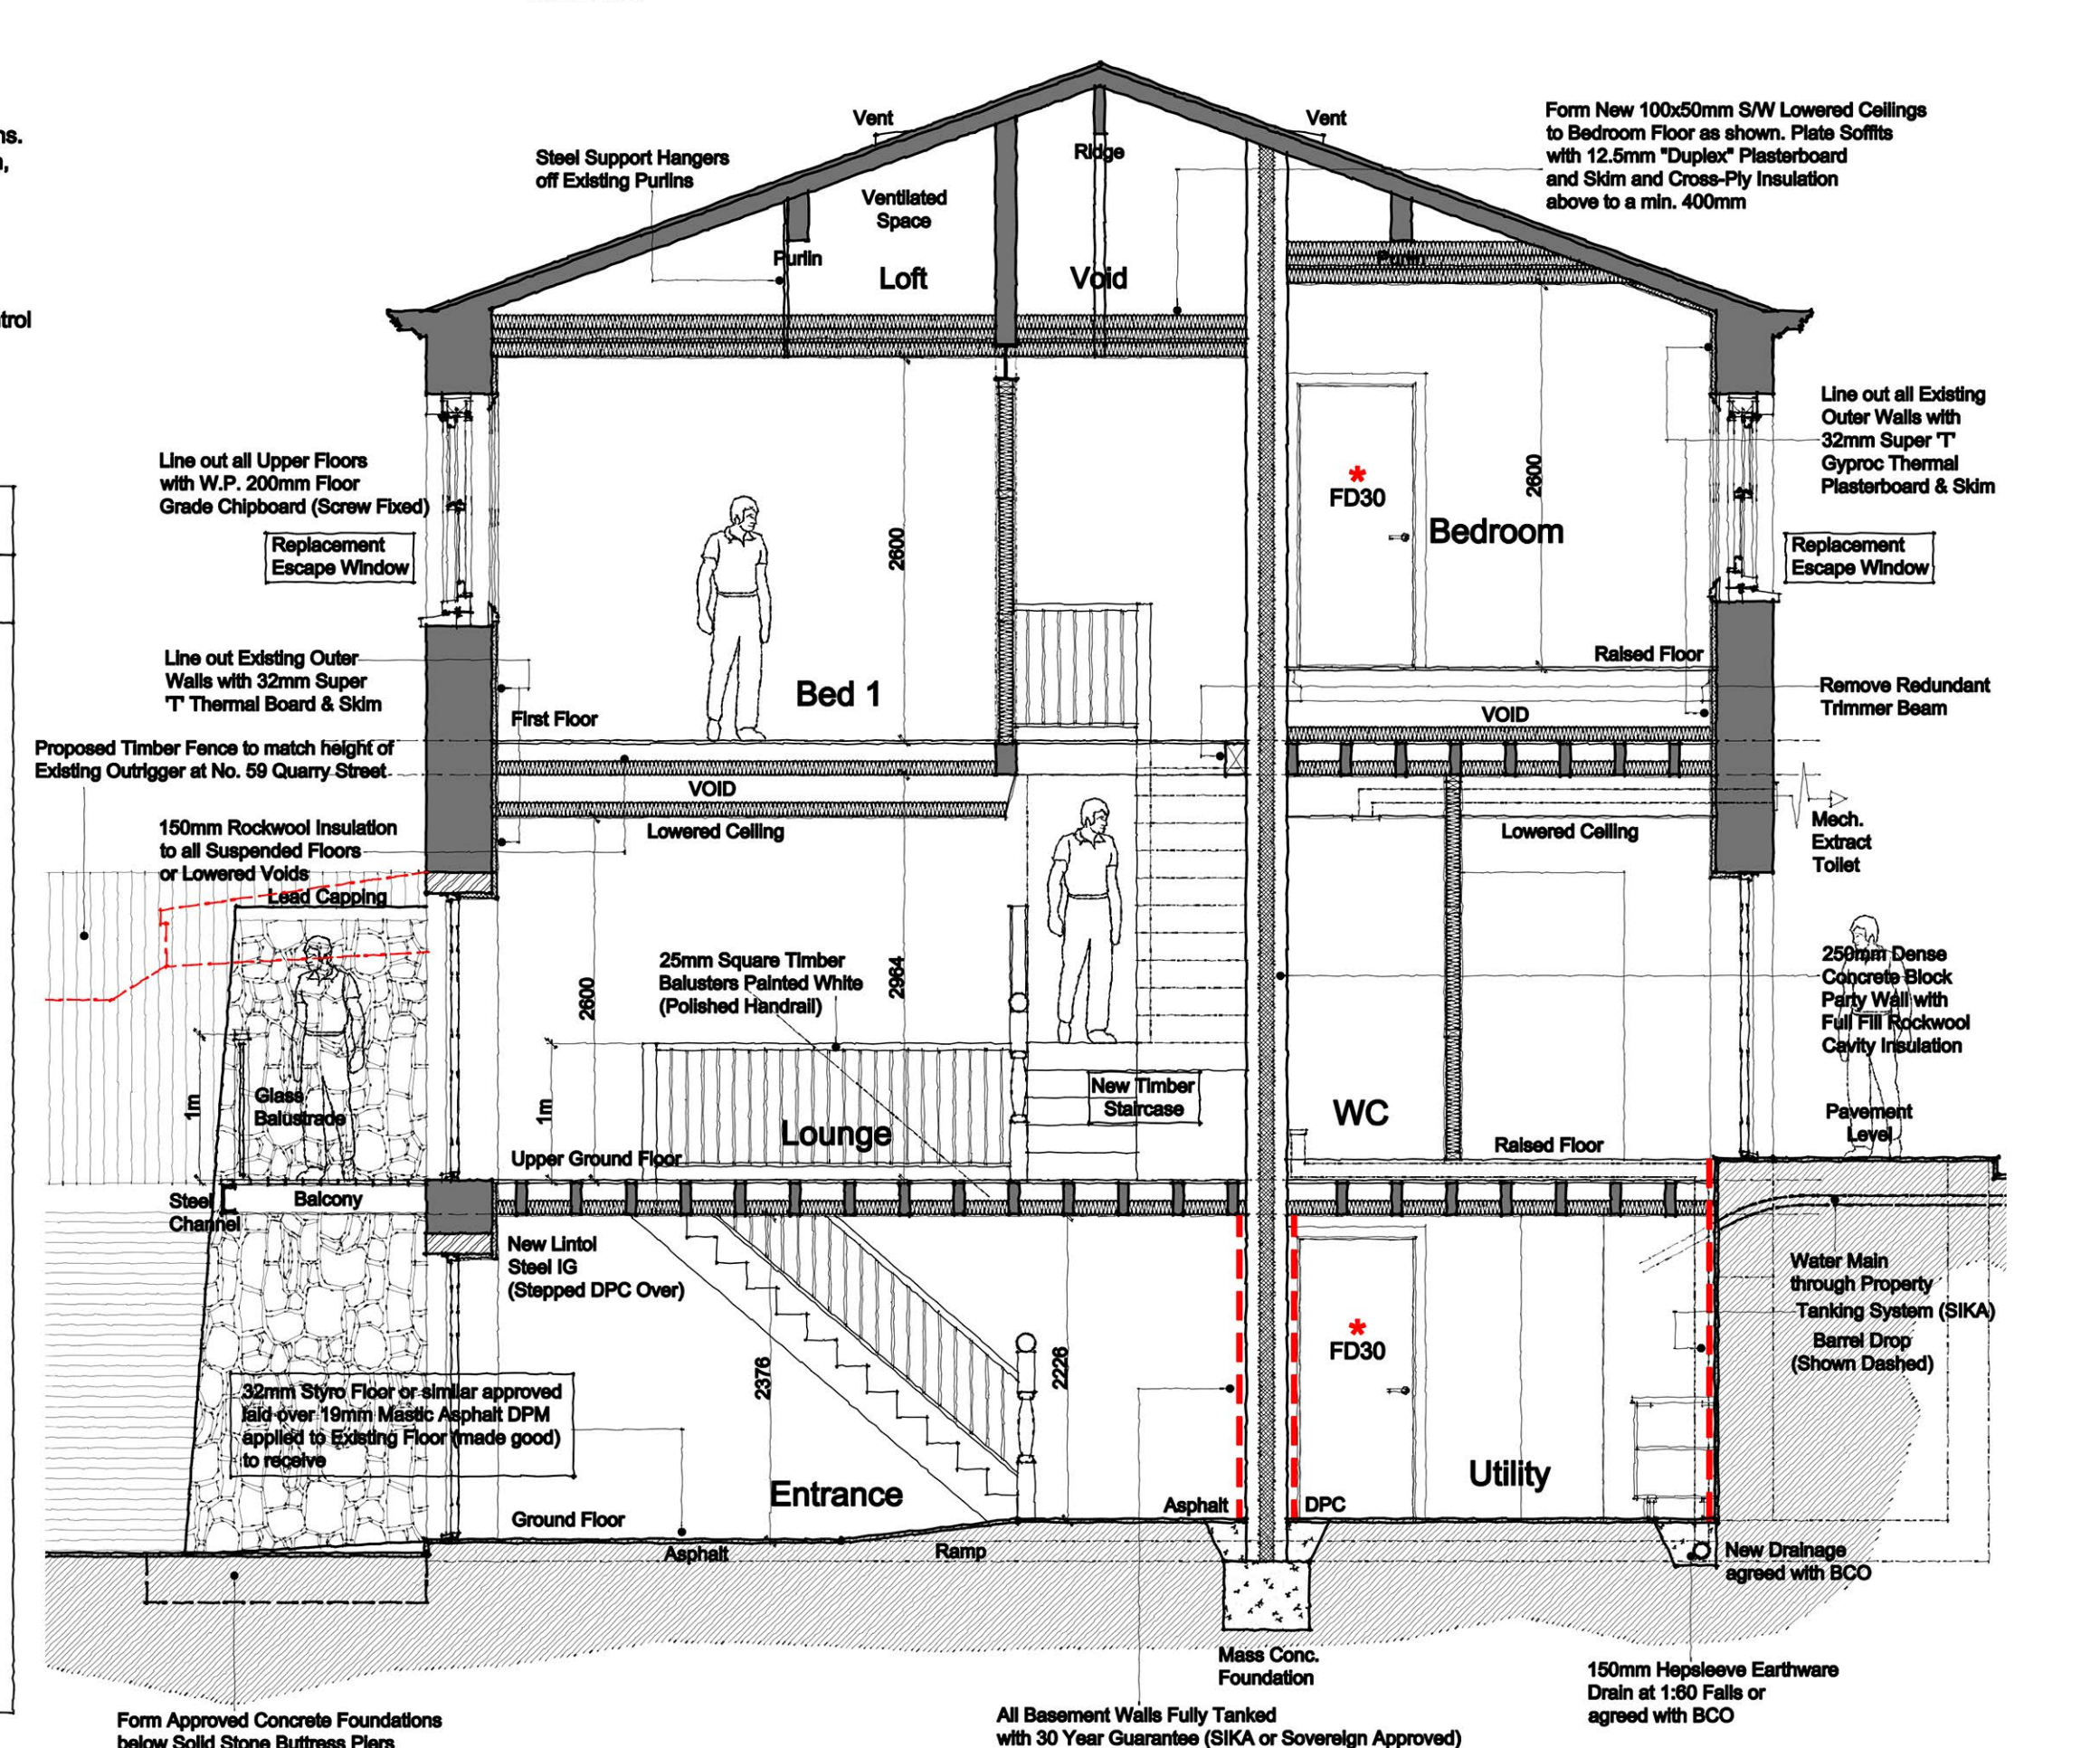 ns.
trol
Vent
Vent
Form New 100x50mm S/W Lowered Ceilings
to Bedroom Floor as shown. Plate Soffits
with 12.5mm "Duplex" Plasterboard
and Skim and Cross-Ply Insulation
above to a min. 400mm
Steel Support Hangers
off Existing Purlins
Ridge
Ventilated
Space
Purlin
Loft
Void
Purlin
Line out all Existing
Outer Walls with
32mm Super 'T'
Gyproc Thermal
Plasterboard & Skim
Line out all Upper Floors
with W.P. 200mm Floor
Grade Chipboard (Screw Fixed)
Replacement
Escape Window
2600
*
FD30
2600
Bedroom
Replacement
Escape Window
Line out Existing Outer
Walls with 32mm Super
'T' Thermal Board & Skim
Bed 1
Raised Floor
Remove Redundant
Trimmer Beam
First Floor
VOID
Proposed Timber Fence to match height of
Existing Outrigger at No. 59 Quarry Street
VOID
Lowered Ceiling
Lowered Ceiling
Mech.
Extract
Toilet
150mm Rockwool Insulation
to all Suspended Floors
or Lowered Voids
Lead Capping
25mm Square Timber
Balusters Painted White
(Polished Handrail)
2600
2964
250mm Dense
Concrete Block
Party Wall with
Full Fill Rockwool
Cavity Insulation
1m
Glass
Balustrade
1m
Lounge
New Timber
Staircase
WC
Pavement
Level
Upper Ground Floor
Raised Floor
Steel
Channel
Balcony
New Lintol
Steel IG
(Stepped DPC Over)
Water Main
through Property
Tanking System (SIKA)
Barrel Drop
(Shown Dashed)
*
FD30
2376
2226
32mm Styro Floor or similar approved
laid over 19mm Mastic Asphalt DPM
applied to Existing Floor (made good)
to receive
Entrance
Utility
Ground Floor
Asphalt
DPC
Asphalt
Ramp
New Drainage
agreed with BCO
Mass Conc.
Foundation
150mm Hepsleeve Earthware
Drain at 1:60 Falls or
agreed with BCO
Form Approved Concrete Foundations
below Solid Stone Buttress Piers
All Basement Walls Fully Tanked
with 30 Year Guarantee (SIKA or Sovereign Approved)